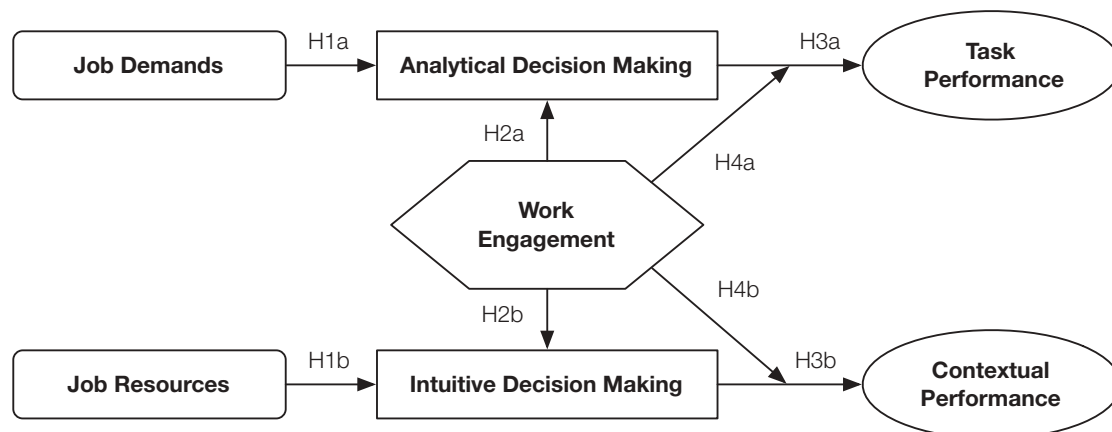 H1a
H3a
Job Demands
Analytical Decision Making
Task
Performance
H2a
H4a
Work
Engagement
H2b
H4b
H1b
H3b
Job Resources
Intuitive Decision Making
Contextual
Performance